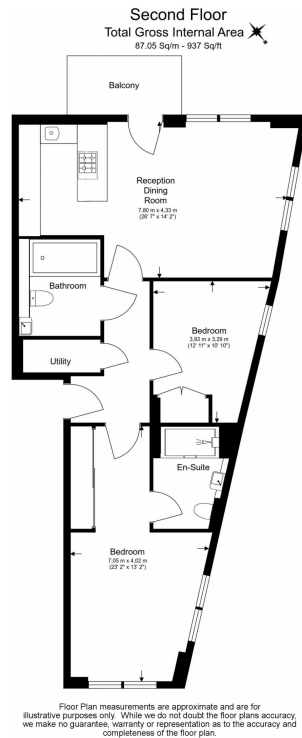 Second Floor
Total Gross Internal Area
87.05 Sq/m - 937 Sq/ft
Balcony
Reception
Dining
Room
7,80 m x 4,33 m
(26' 7" x 14' 2")
Bathroom
Bedroom
3,93 m x 3,29 m
(12' 11" x 10' 10")
Utility
En-Suite
Bedroom
7,05 m x 4,02 m
(23' 2" x 13' 2")
Floor Plan measurements are approximate and are for
illustrative purposes only. While we do not doubt the floor plans accuracy,
we make no guarantee, warranty or representation as to the accuracy and
completeness of the floor plan.